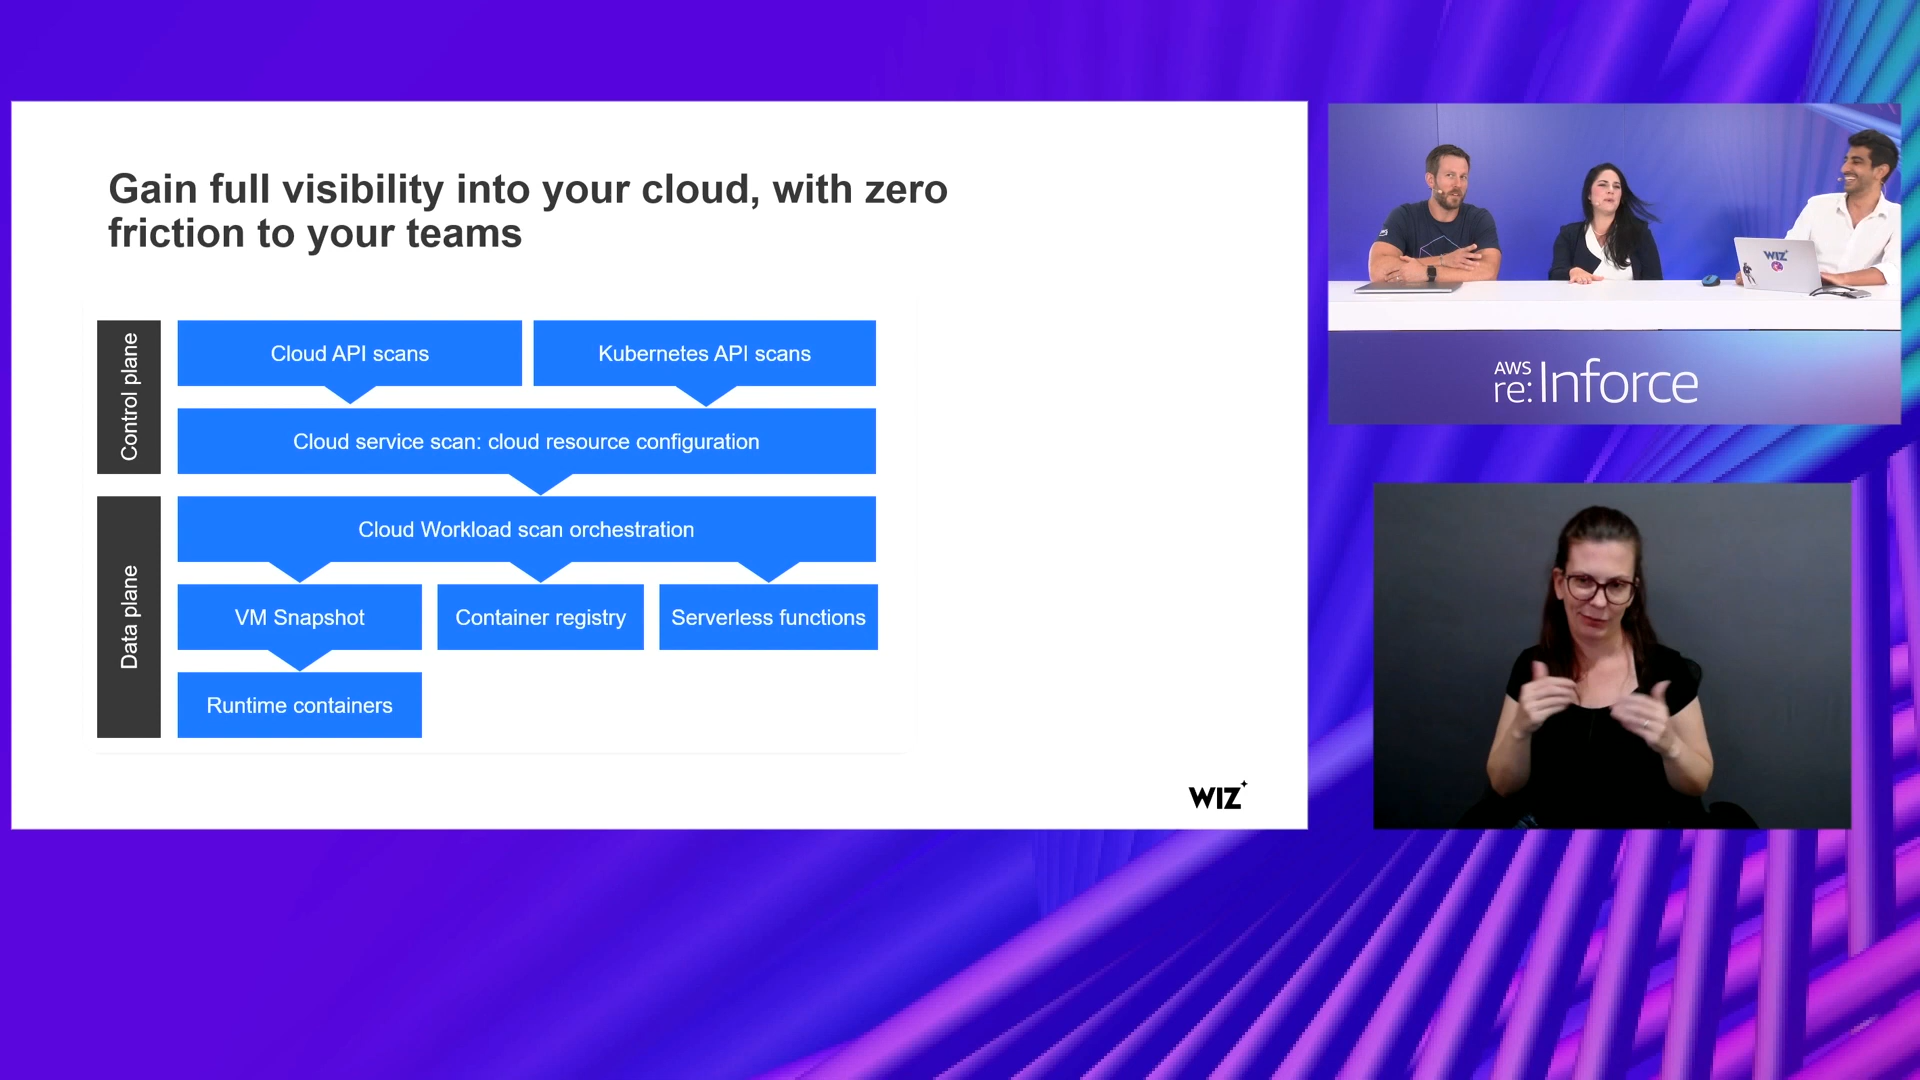 Gain full visibility into your cloud, with zero
friction to your teams
Control plane
Cloud API scans
Kubernetes API scans
Cloud service scan: cloud resource configuration
Data plane
Cloud Workload scan orchestration
VM Snapshot
Container registry
Serverless functions
Runtime containers
WIZ
WIZ
AWS
re:Inforce